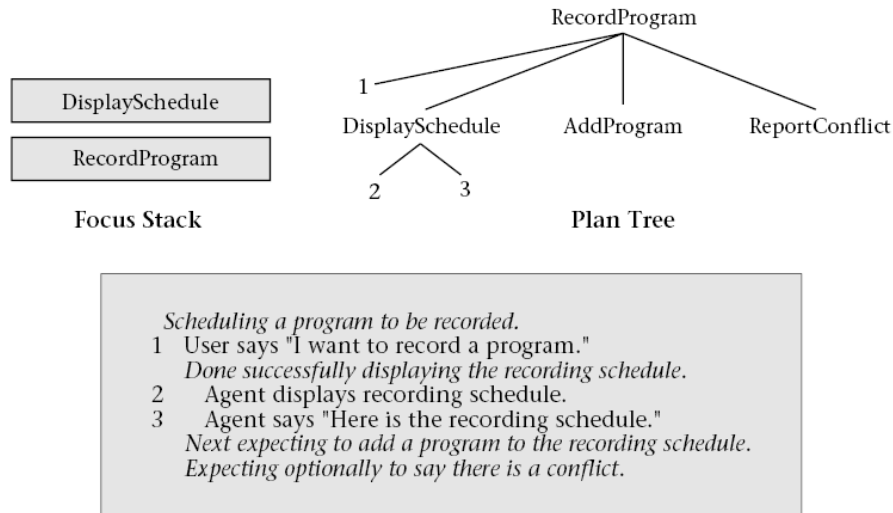 RecordProgram
1
DisplaySchedule
DisplaySchedule AddProgram ReportConflict
RecordProgram
2 3
Focus Stack Plan Tree
Scheduling a program to be recorded.
1 User says "I want to record a program."
Done successfully displaying the recording schedule.
2 Agent displays recording schedule.
3 Agent says "Here is the recording schedule."
Next expecting to add a program to the recording schedule.
Expecting optionally to say there is a conflict.